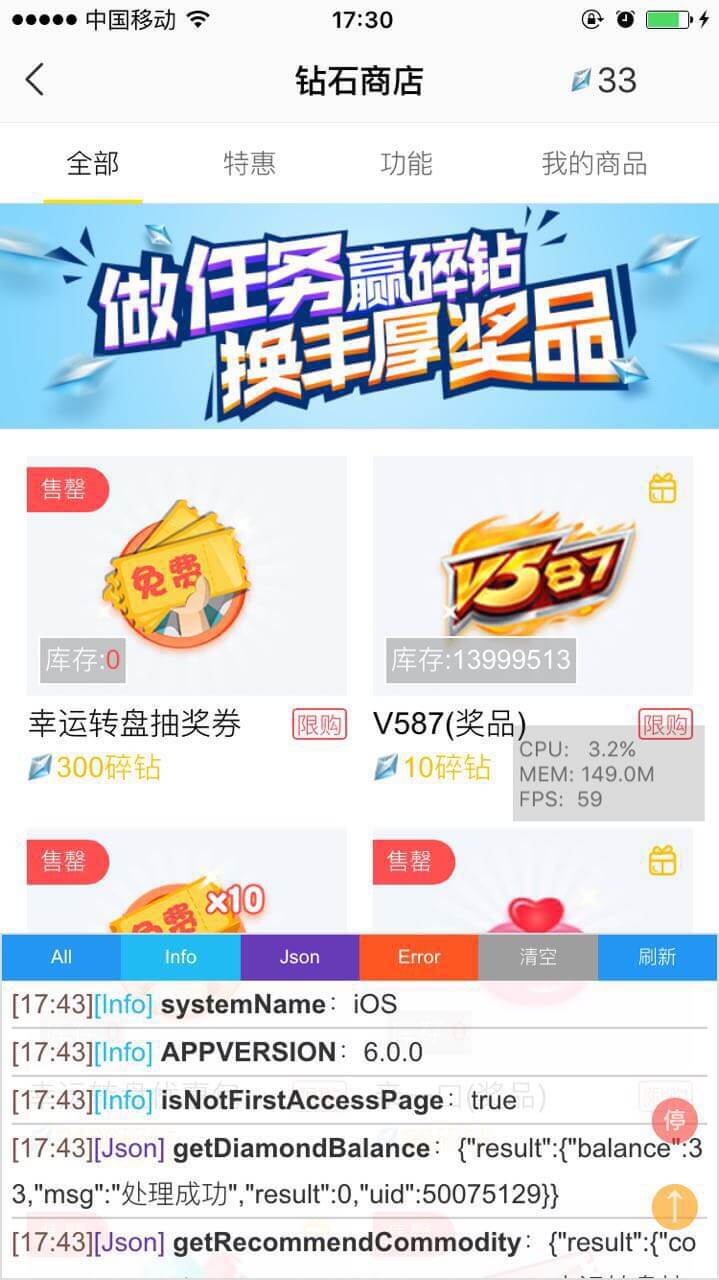 中国移动 17:30
钻石商店 33
全部 特惠 功能 我的商品
做任务赢碎钻
换丰厚奖品
售罄
免费
V587
库存:0 库存:13999513
幸运转盘抽奖券 限购 V587(奖品) 限购
300碎钻 10碎钻
CPU: 3.2%
MEM: 149.0M
FPS: 59
售罄 售罄
免费 x10
All Info Json Error 清空 刷新
[17:43][Info] systemName：iOS
[17:43][Info] APPVERSION：6.0.0
[17:43][Info] isNotFirstAccessPage：true
停
[17:43][Json] getDiamondBalance：{"result":{"balance":3
3,"msg":"处理成功","result":0,"uid":50075129}}
[17:43][Json] getRecommendCommodity：{"result":{"co